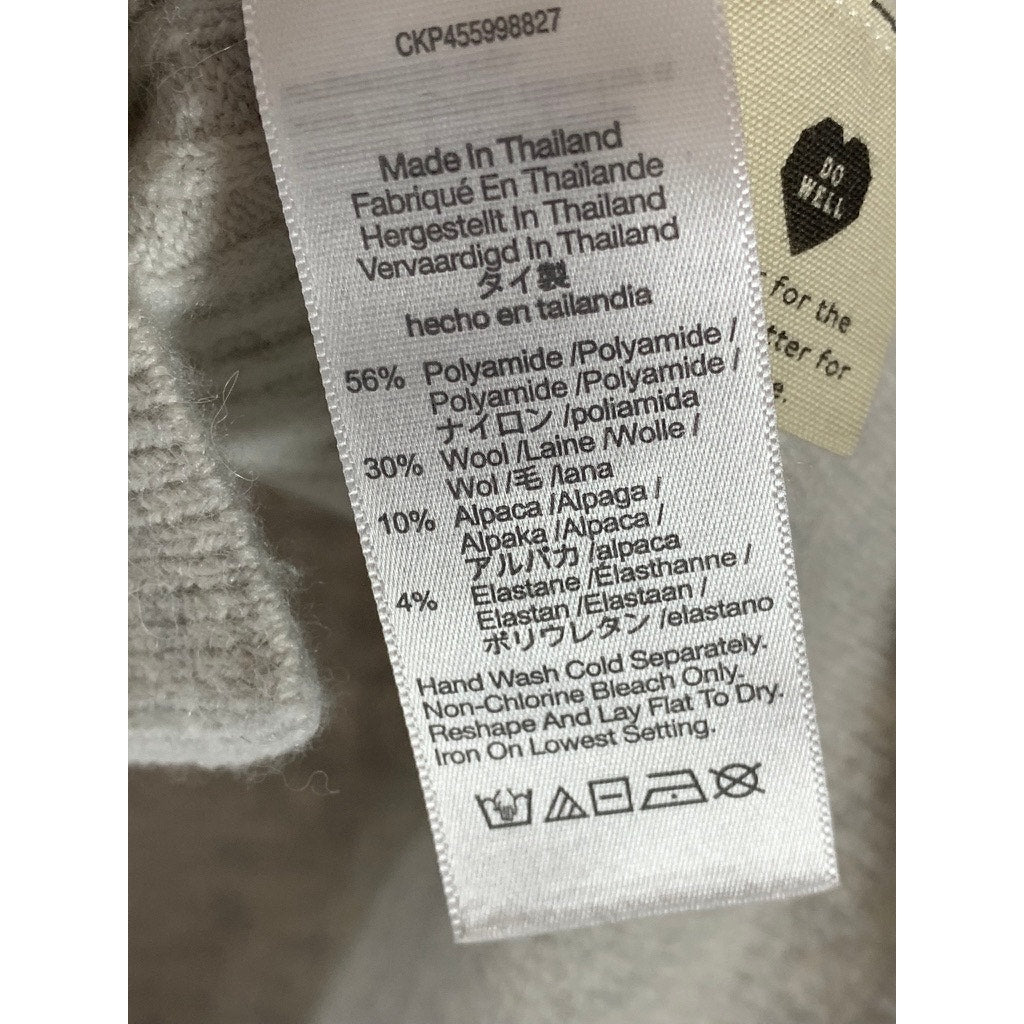 CKP455998827
Made In Thailand
Fabriqué En Thaïlande
Hergestellt In Thailand
Vervaardigd In Thailand
タイ製
hecho en tailandia
56% Polyamide /Polyamide /
Polyamide /Polyamide /
ナイロン /poliamida
30% Wool /Laine /Wolle /
Wol /毛 /lana
10% Alpaca /Alpaga /
Alpaka /Alpaca /
アルパカ /alpaca
4% Elastane /Élasthanne /
Elastan /Elastaan /
ポリウレタン /elastano
Hand Wash Cold Separately.
Non-Chlorine Bleach Only.
Reshape And Lay Flat To Dry.
Iron On Lowest Setting.
DO
WELL
for the
for